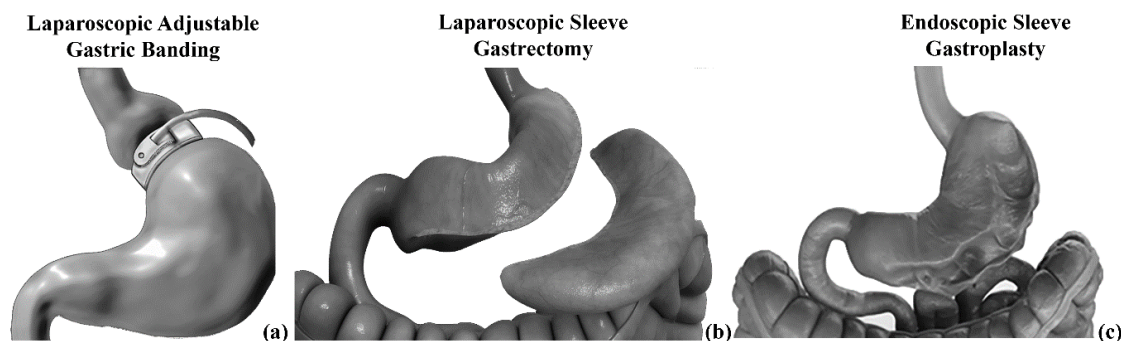 Laparoscopic Adjustable
Gastric Banding
Laparoscopic Sleeve
Gastrectomy
Endoscopic Sleeve
Gastroplasty
(a)
(b)
(c)